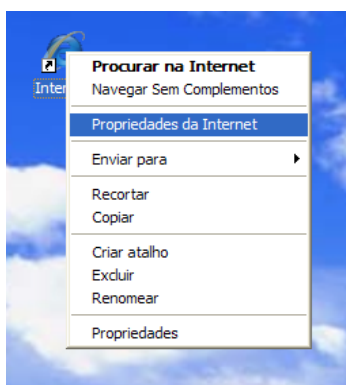 Inter
Procurar na Internet
Navegar Sem Complementos
Propriedades da Internet
Enviar para
Recortar
Copiar
Criar atalho
Excluir
Renomear
Propriedades